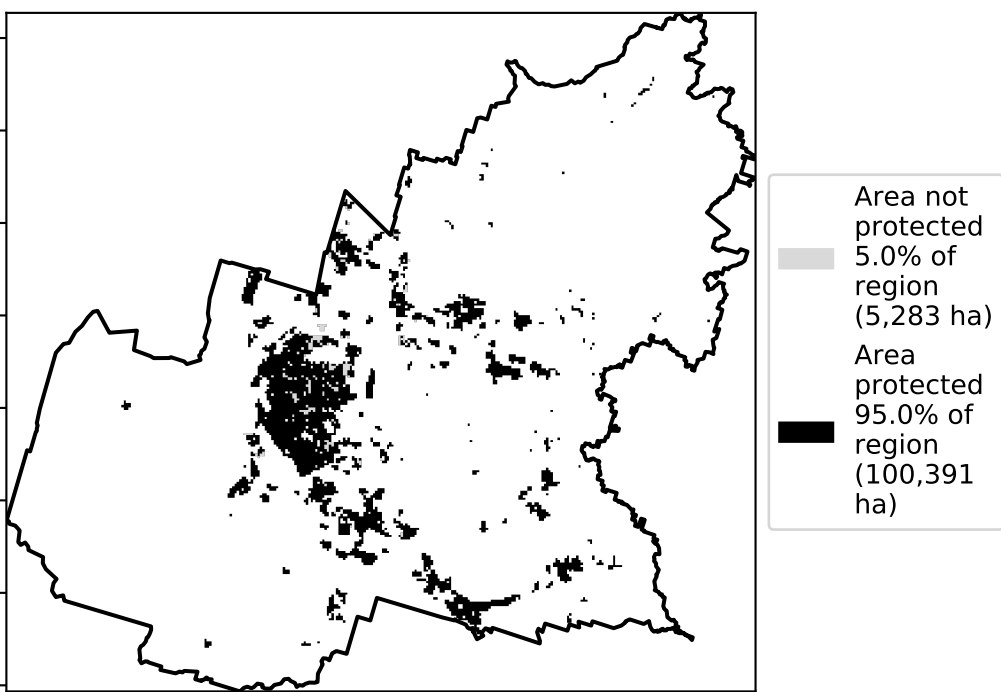 Area not
protected
5.0% of
region
(5,283 ha)
Area
protected
95.0% of
region
(100,391
ha)